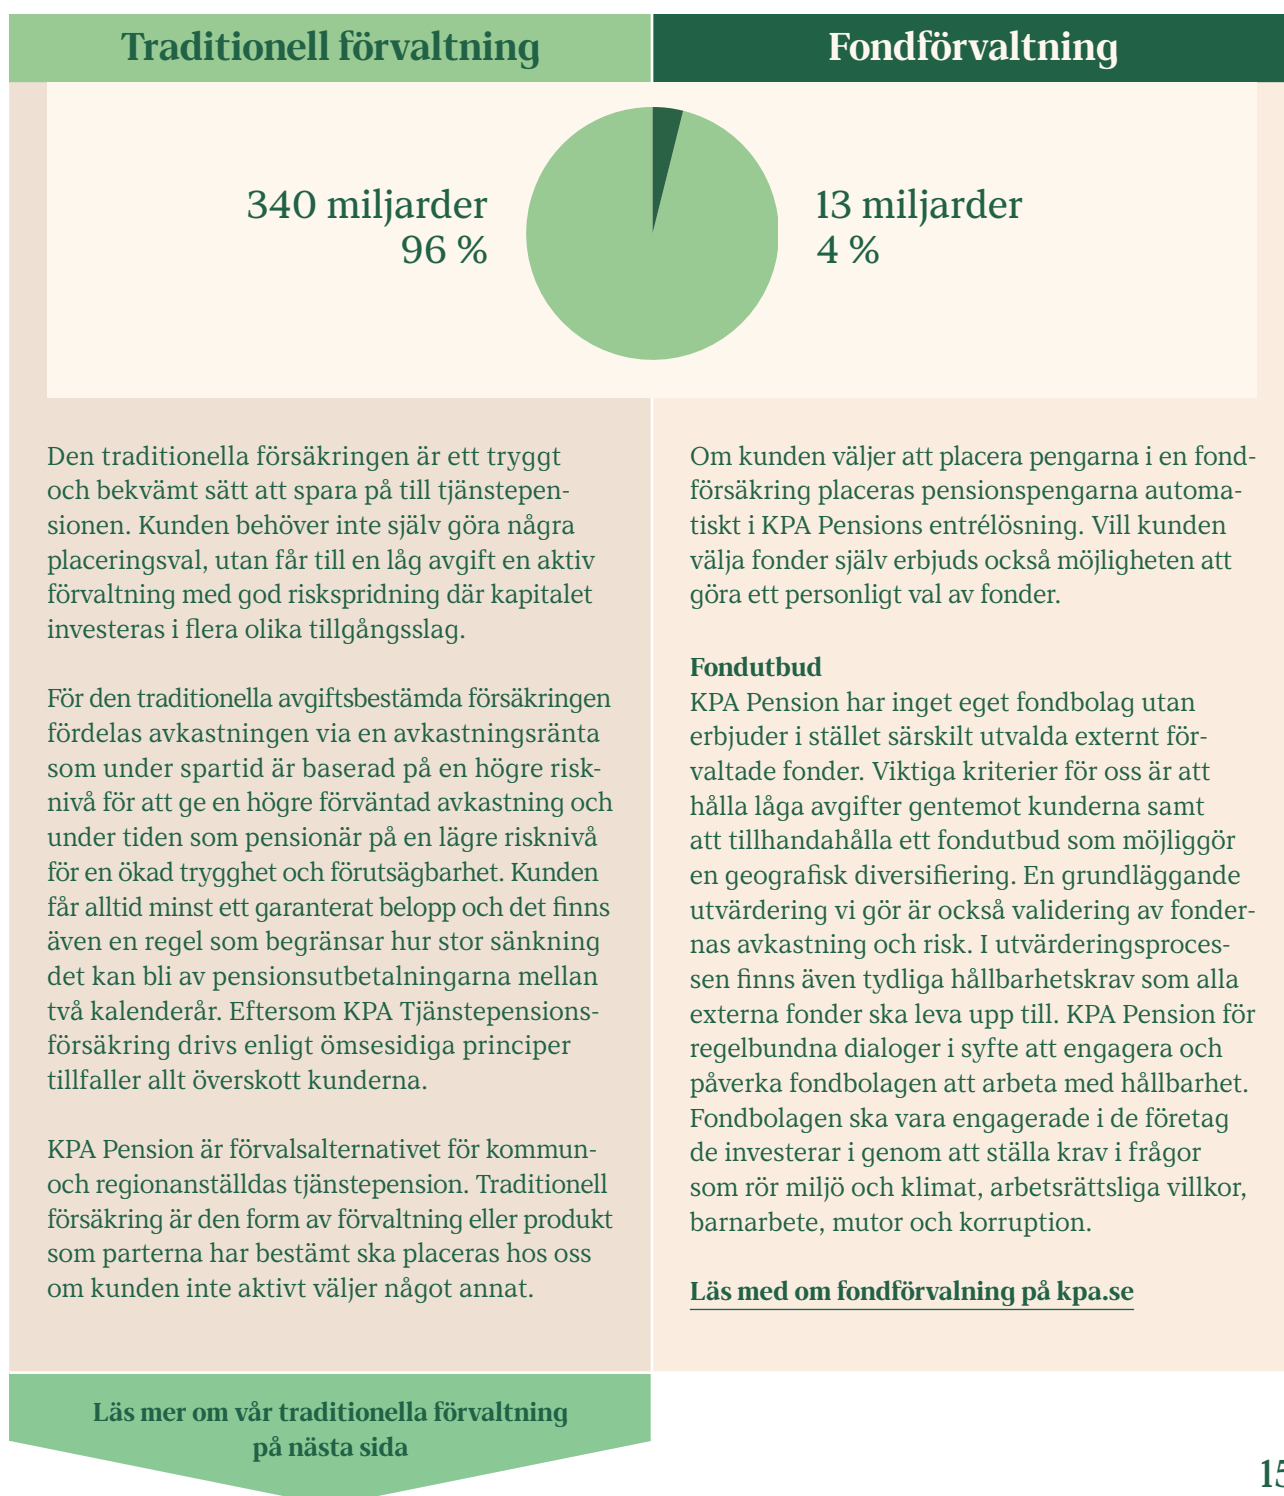 Traditionell förvaltning
Fondförvaltning
340 miljarder
96 %
13 miljarder
4 %
Den traditionella försäkringen är ett tryggt
och bekvämt sätt att spara på till tjänstepen-
sionen. Kunden behöver inte själv göra några
placeringsval, utan får till en låg avgift en aktiv
förvaltning med god riskspridning där kapitalet
investeras i flera olika tillgångsslag.
För den traditionella avgiftsbestämda försäkringen
fördelas avkastningen via en avkastningsränta
som under spartid är baserad på en högre risk-
nivå för att ge en högre förväntad avkastning och
under tiden som pensionär på en lägre risknivå
för en ökad trygghet och förutsägbarhet. Kunden
får alltid minst ett garanterat belopp och det finns
även en regel som begränsar hur stor sänkning
det kan bli av pensionsutbetalningarna mellan
två kalenderår. Eftersom KPA Tjänstepensions-
försäkring drivs enligt ömsesidiga principer
tillfaller allt överskott kunderna.
KPA Pension är förvalsalternativet för kommun-
och regionanställdas tjänstepension. Traditionell
försäkring är den form av förvaltning eller produkt
som parterna har bestämt ska placeras hos oss
om kunden inte aktivt väljer något annat.
Om kunden väljer att placera pengarna i en fond-
försäkring placeras pensionspengarna automa-
tiskt i KPA Pensions entrélösning. Vill kunden
välja fonder själv erbjuds också möjligheten att
göra ett personligt val av fonder.
Fondutbud
KPA Pension har inget eget fondbolag utan
erbjuder i stället särskilt utvalda externt för-
valtade fonder. Viktiga kriterier för oss är att
hålla låga avgifter gentemot kunderna samt
att tillhandahålla ett fondutbud som möjliggör
en geografisk diversifiering. En grundläggande
utvärdering vi gör är också validering av fonder-
nas avkastning och risk. I utvärderingsproces-
sen finns även tydliga hållbarhetskrav som alla
externa fonder ska leva upp till. KPA Pension för
regelbundna dialoger i syfte att engagera och
påverka fondbolagen att arbeta med hållbarhet.
Fondbolagen ska vara engagerade i de företag
de investerar i genom att ställa krav i frågor
som rör miljö och klimat, arbetsrättsliga villkor,
barnarbete, mutor och korruption.
Läs med om fondförvalning på kpa.se
Läs mer om vår traditionella förvaltning
på nästa sida
15